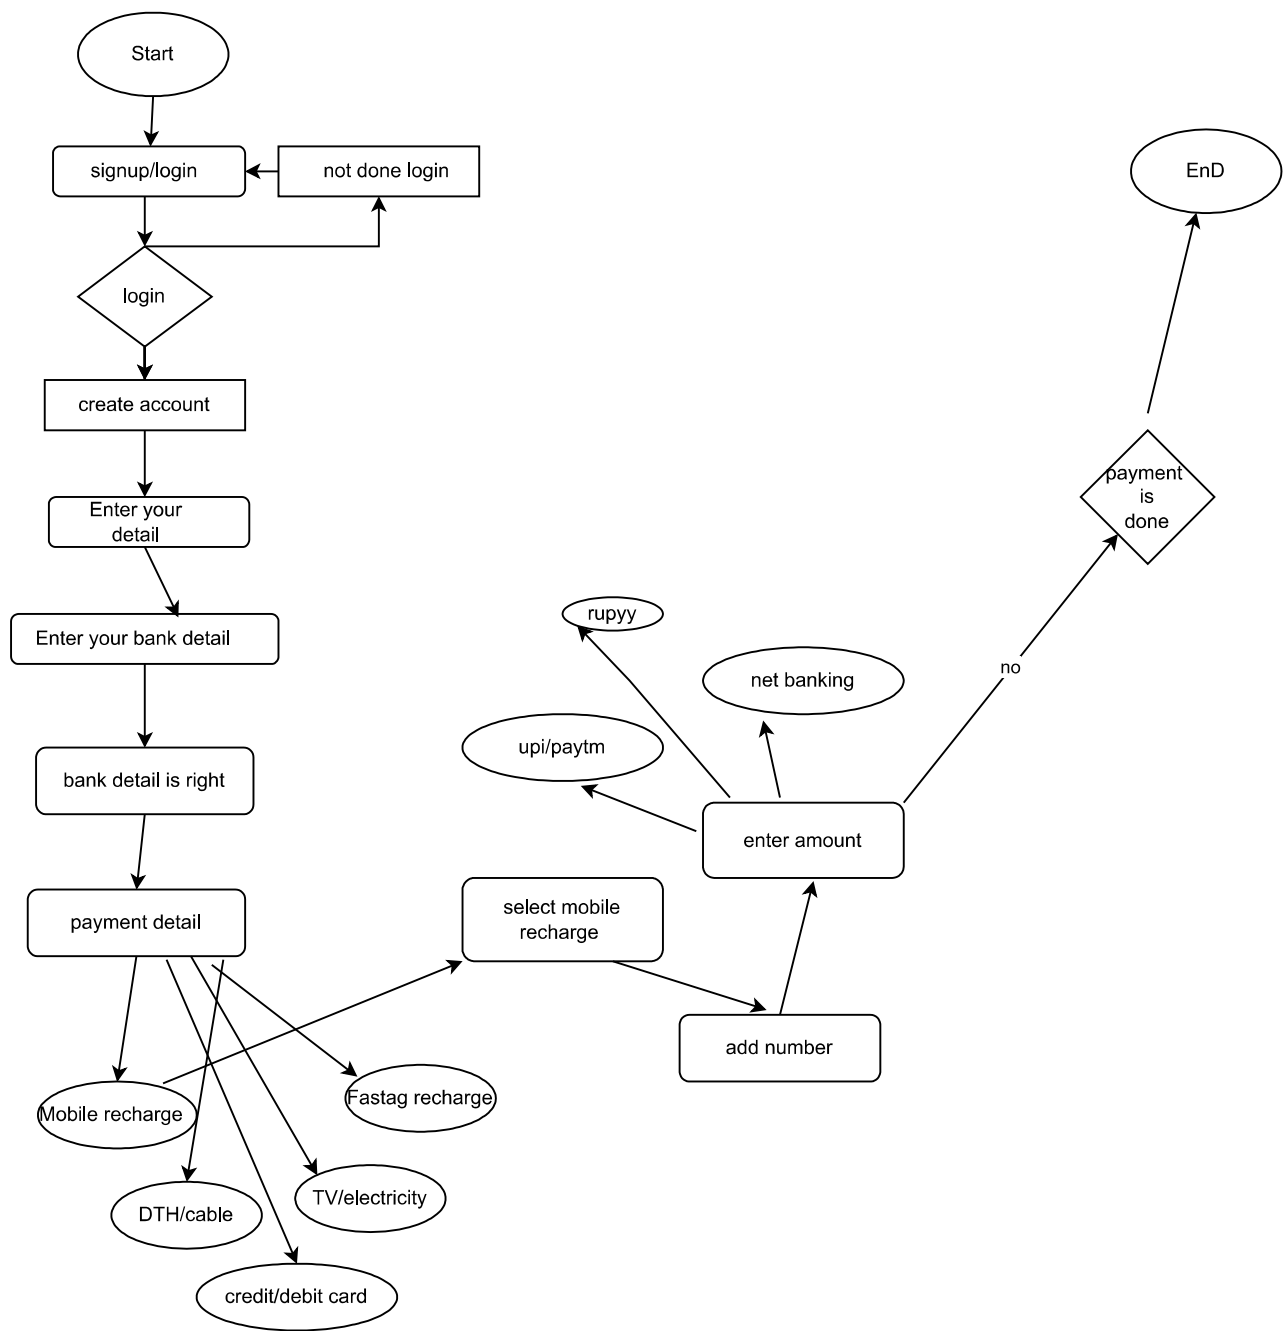 Start
signup/login
not done login
EnD
login
create account
Enter your
detail
Enter your bank detail
bank detail is right
payment detail
Mobile recharge
Fastag recharge
DTH/cable
TV/electricity
credit/debit card
select mobile
recharge
add number
enter amount
upi/paytm
rupyy
net banking
no
payment
is
done